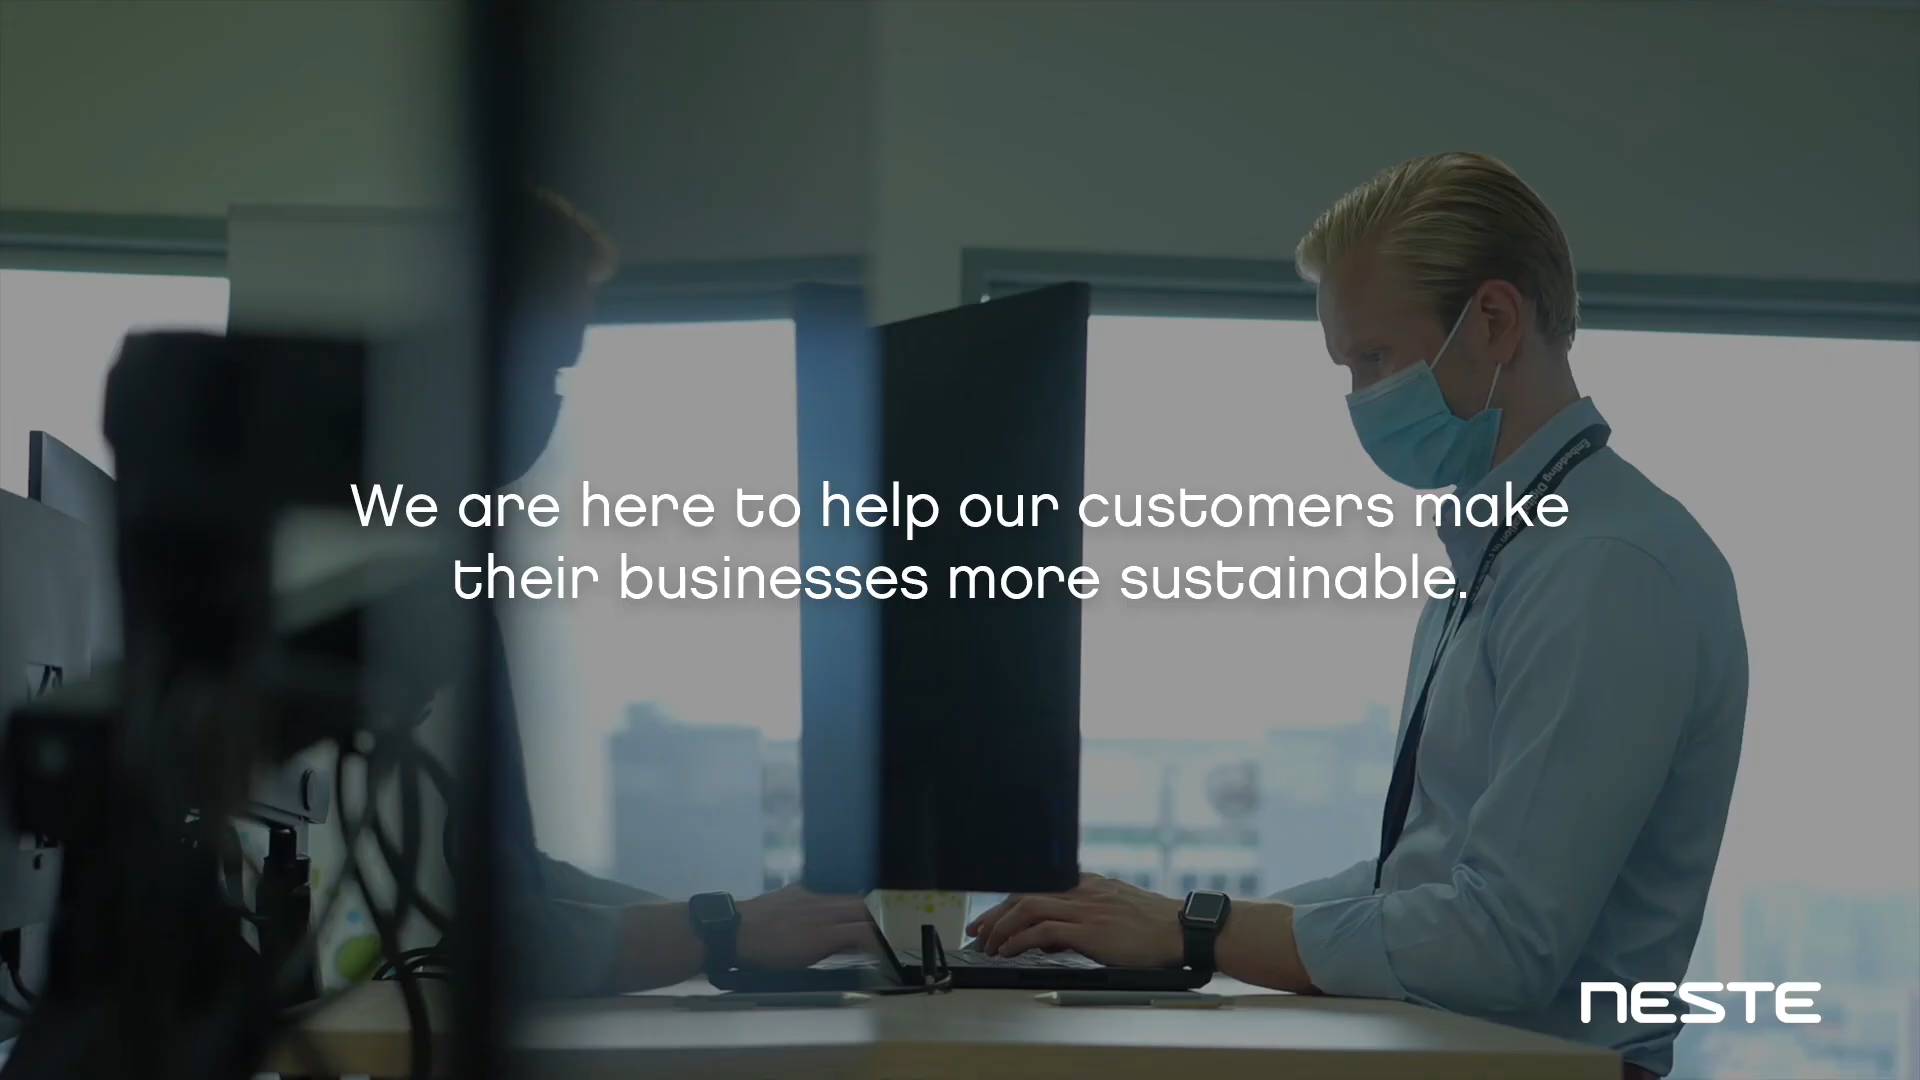 We are here to help our customers make
their businesses more sustainable.
NESTE